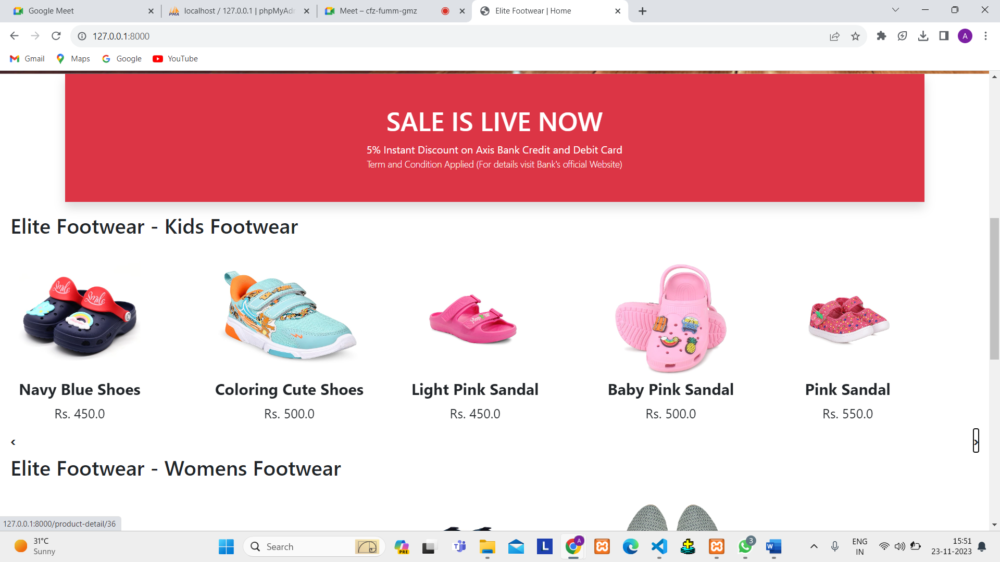 Google Meet
localhost / 127.0.0.1 | phpMyAdr
Meet – cfz-fumm-gmz
Elite Footwear | Home
127.0.0.1:8000
A
Gmail
Maps
Google
YouTube
SALE IS LIVE NOW
5% Instant Discount on Axis Bank Credit and Debit Card
Term and Condition Applied (For details visit Bank's official Website)
Elite Footwear - Kids Footwear
Smile
Smile
Navy Blue Shoes
Coloring Cute Shoes
Light Pink Sandal
Baby Pink Sandal
Pink Sandal
Rs. 450.0
Rs. 500.0
Rs. 450.0
Rs. 500.0
Rs. 550.0
‹
›
Elite Footwear - Womens Footwear
127.0.0.1:8000/product-detail/36
31°C
Sunny
Search
PRE
L
A
3
W
ENG
IN
15:51
23-11-2023